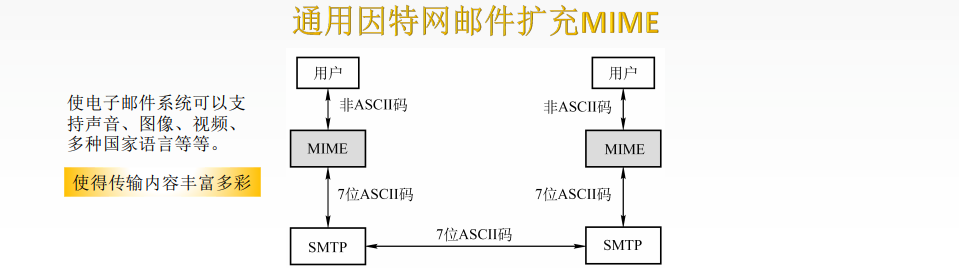 通用因特网邮件扩充MIME
使电子邮件系统可以支
持声音、图像、视频、
多种国家语言等等。
使得传输内容丰富多彩
用户
用户
非ASCII码
非ASCII码
MIME
MIME
7位ASCII码
7位ASCII码
7位ASCII码
SMTP
SMTP